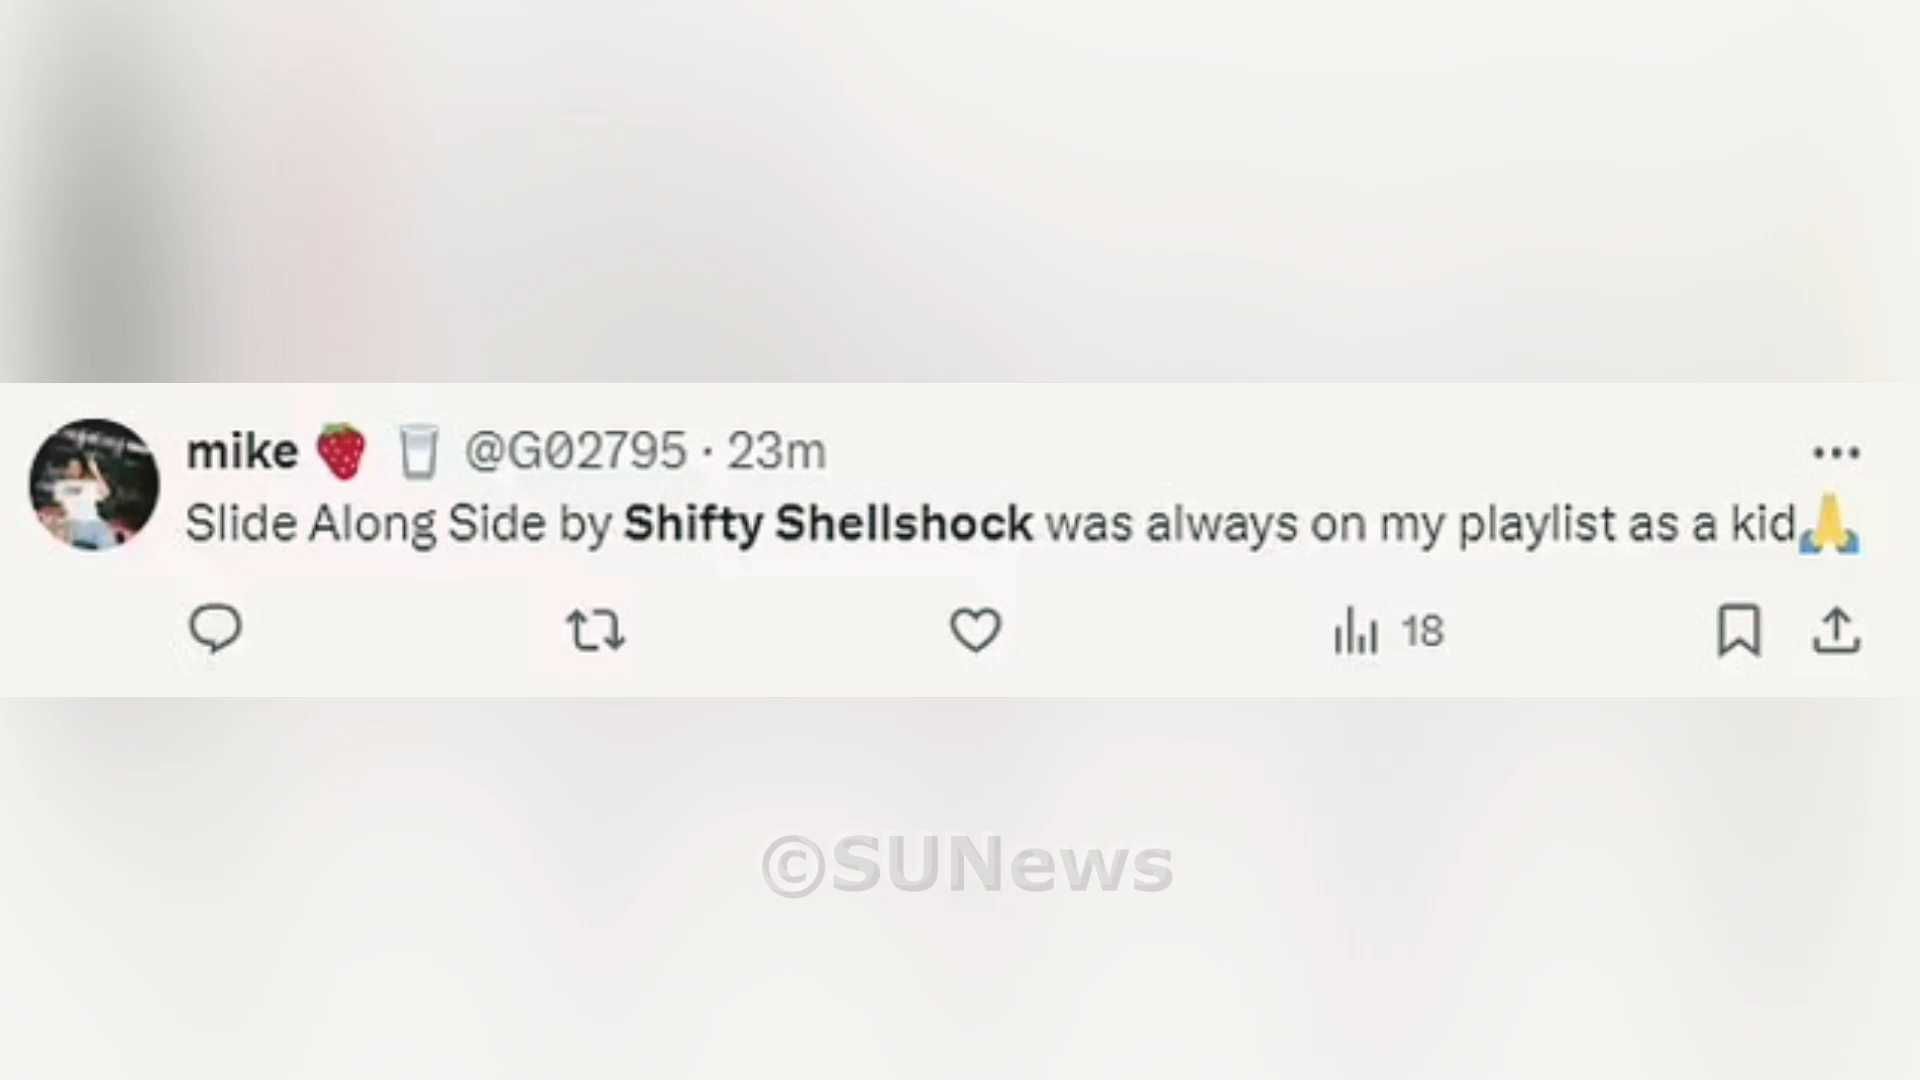 mike 🍓 🥛 @G02795 · 23m
Slide Along Side by Shifty Shellshock was always on my playlist as a kid🙏
18
©SUNews